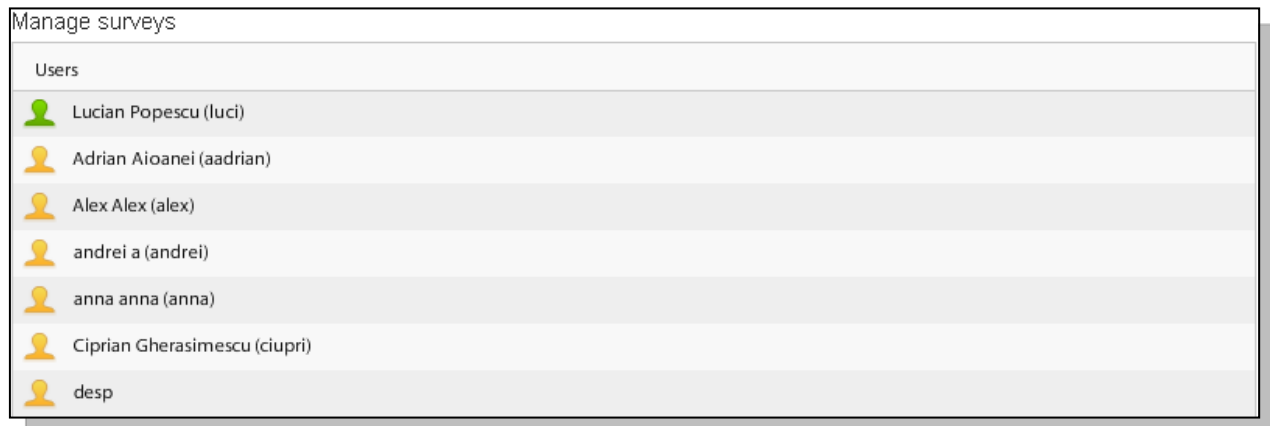 Manage surveys
Users
Lucian Popescu (luci)
Adrian Aioanei (aadrian)
Alex Alex (alex)
andrei a (andrei)
anna anna (anna)
Ciprian Gherasimescu (ciupri)
desp